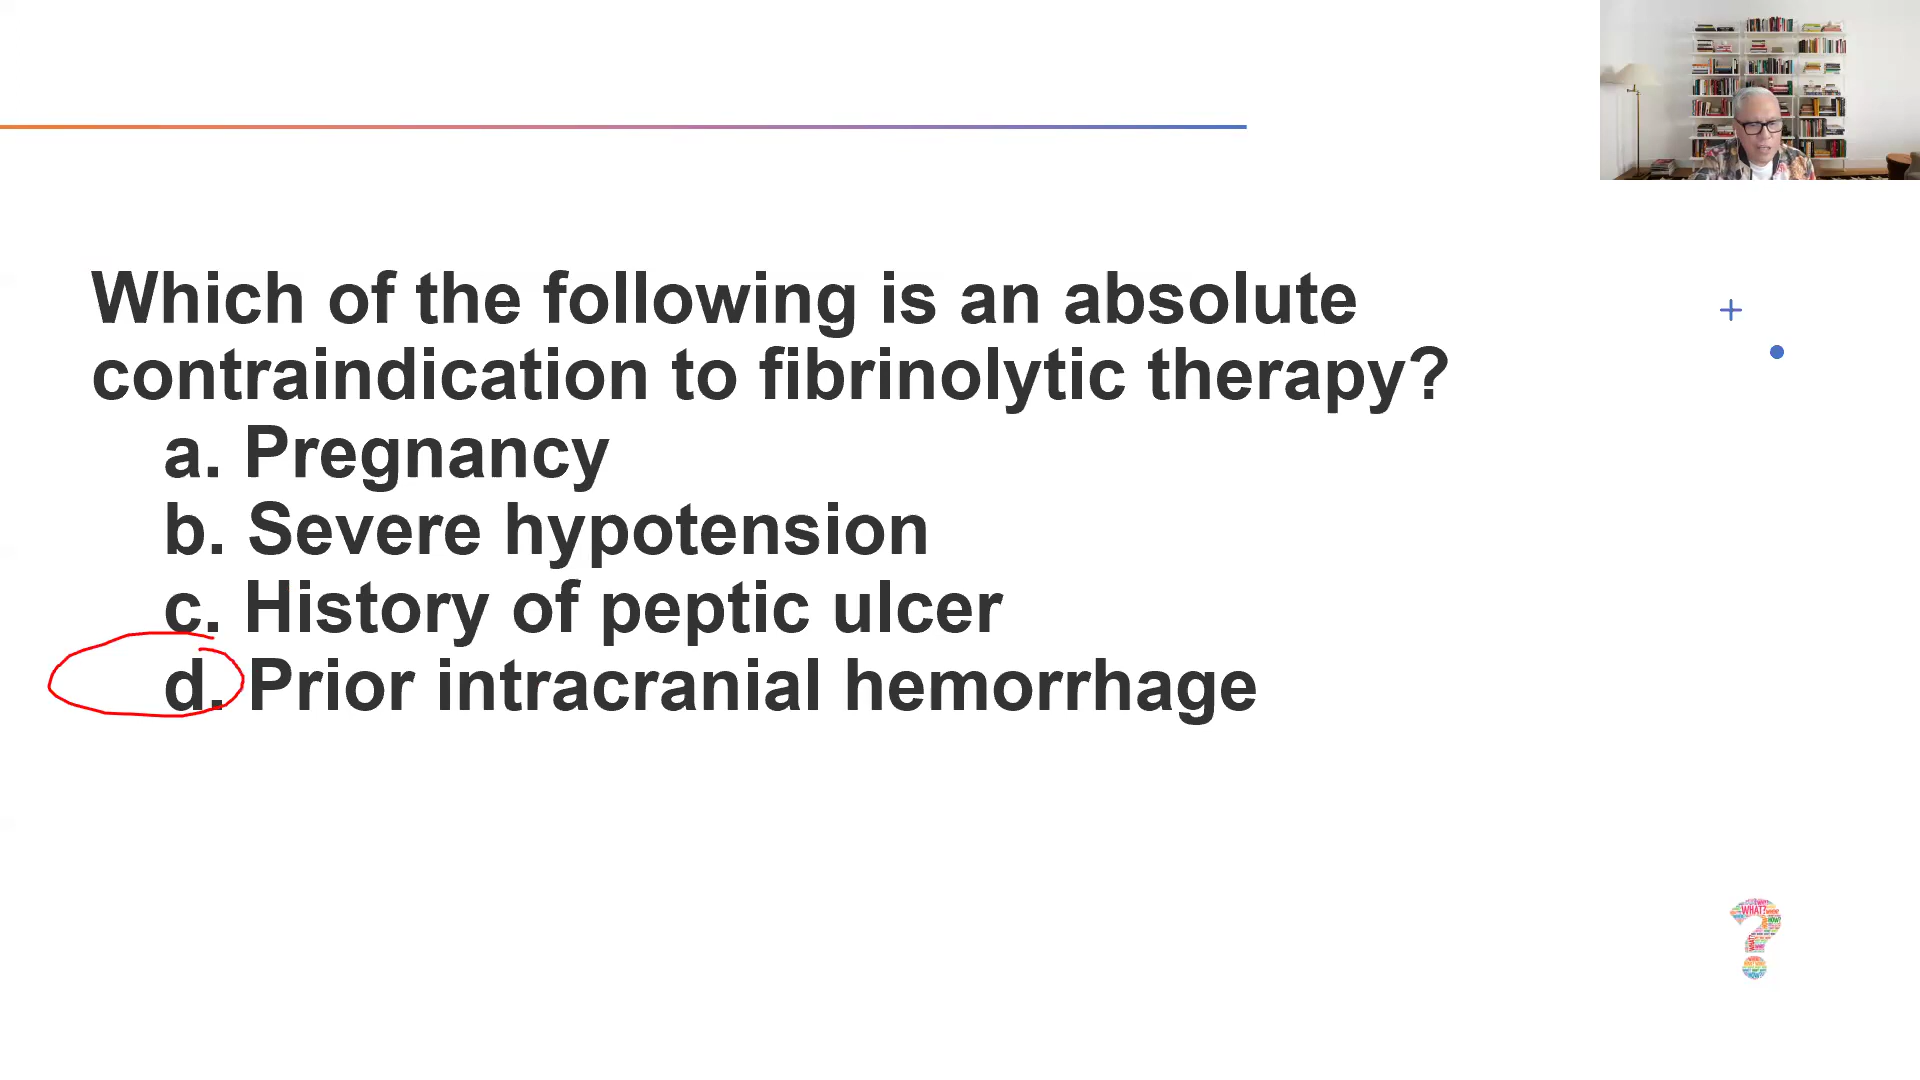 Which of the following is an absolute
contraindication to fibrinolytic therapy?
a. Pregnancy
b. Severe hypotension
c. History of peptic ulcer
d. Prior intracranial hemorrhage
WHAT?